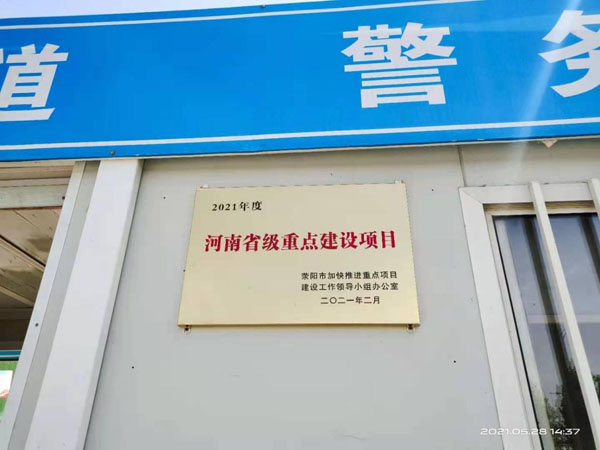 道 警务
2021年度
河南省级重点建设项目
荥阳市加快推进重点项目
建设工作领导小组办公室
二〇二一年二月
2021.05.28 14:37